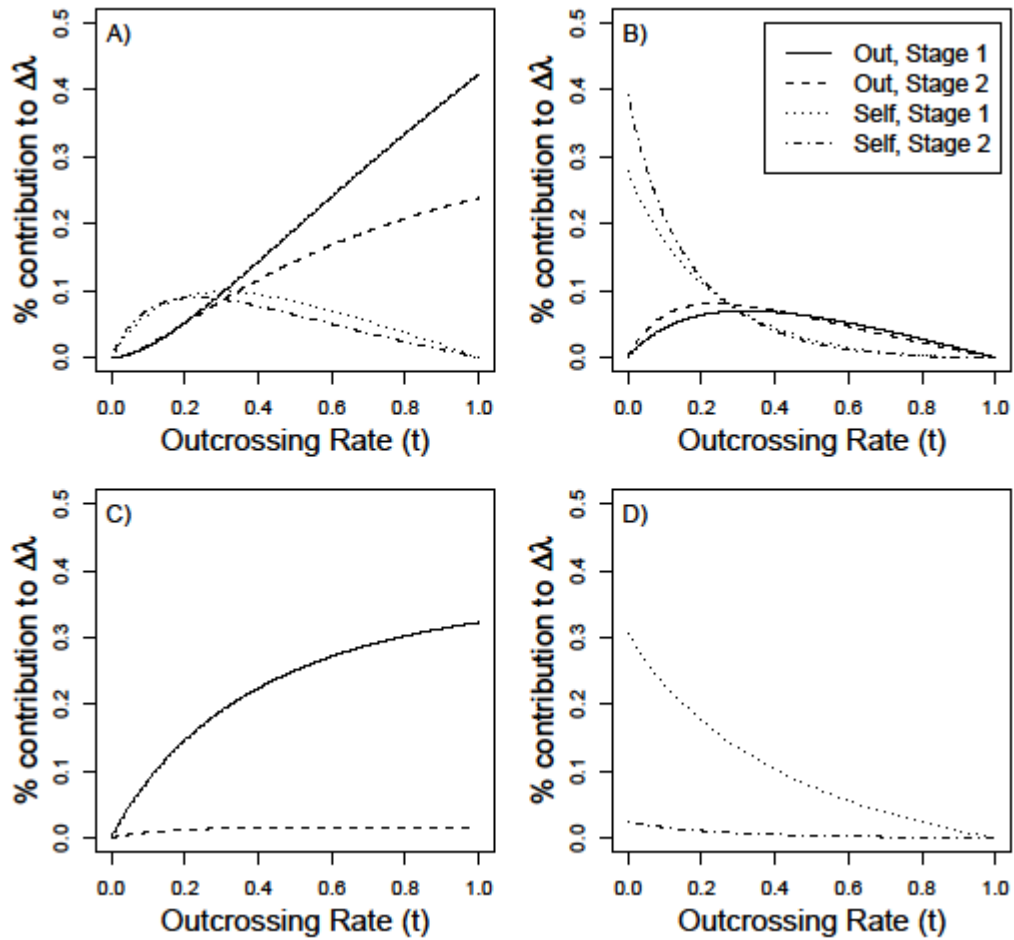 A)
% contribution to Δλ
0.5
0.4
0.3
0.2
0.1
0.0
0.0 0.2 0.4 0.6 0.8 1.0
Outcrossing Rate (t)
B)
Out, Stage 1
Out, Stage 2
Self, Stage 1
Self, Stage 2
% contribution to Δλ
0.5
0.4
0.3
0.2
0.1
0.0
0.0 0.2 0.4 0.6 0.8 1.0
Outcrossing Rate (t)
C)
% contribution to Δλ
0.5
0.4
0.3
0.2
0.1
0.0
0.0 0.2 0.4 0.6 0.8 1.0
Outcrossing Rate (t)
D)
% contribution to Δλ
0.5
0.4
0.3
0.2
0.1
0.0
0.0 0.2 0.4 0.6 0.8 1.0
Outcrossing Rate (t)